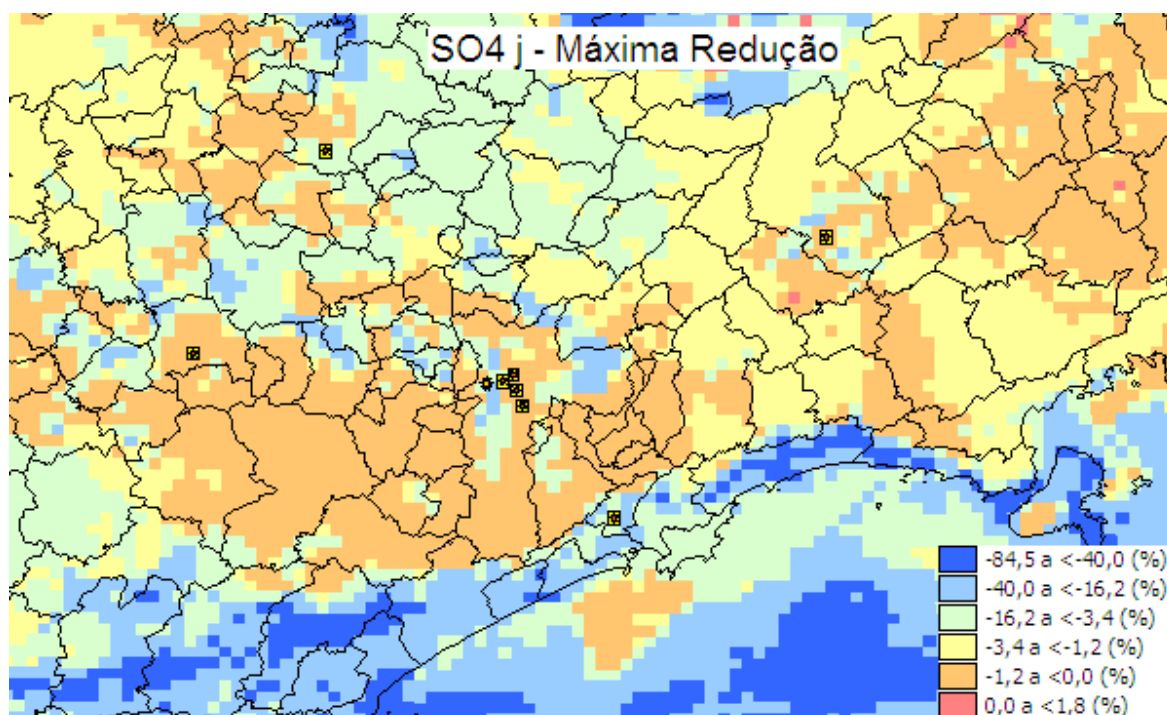 SO4 j - Máxima Redução
-84,5 a <-40,0 (%)
-40,0 a <-16,2 (%)
-16,2 a <-3,4 (%)
-3,4 a <-1,2 (%)
-1,2 a <0,0 (%)
0,0 a <1,8 (%)